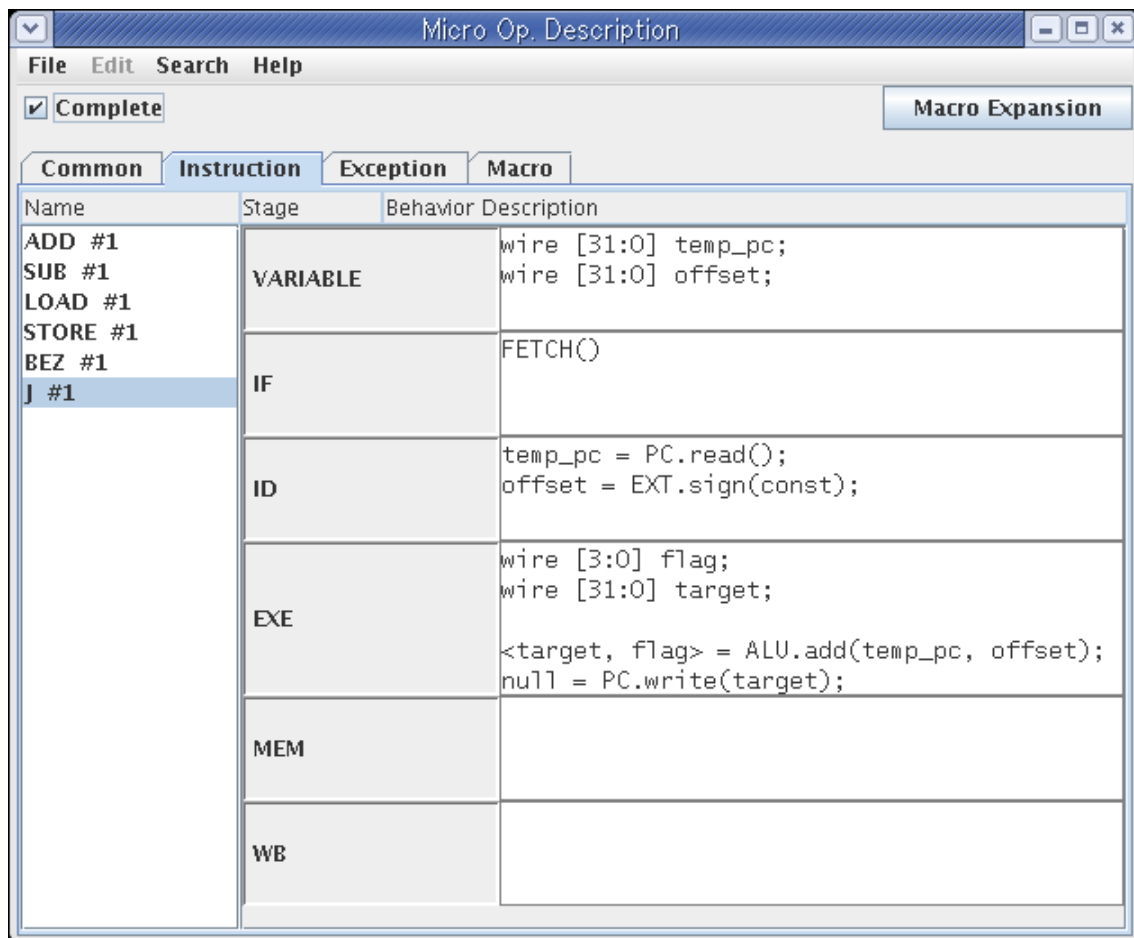 Micro Op. Description
File Edit Search Help
Complete
Macro Expansion
Common Instruction Exception Macro
Name Stage Behavior Description
ADD #1
SUB #1
LOAD #1
STORE #1
BEZ #1
J #1
VARIABLE
wire [31:0] temp_pc;
wire [31:0] offset;
IF
FETCH()
ID
temp_pc = PC.read();
offset = EXT.sign(const);
EXE
wire [3:0] flag;
wire [31:0] target;
<target, flag> = ALU.add(temp_pc, offset);
null = PC.write(target);
MEM
WB